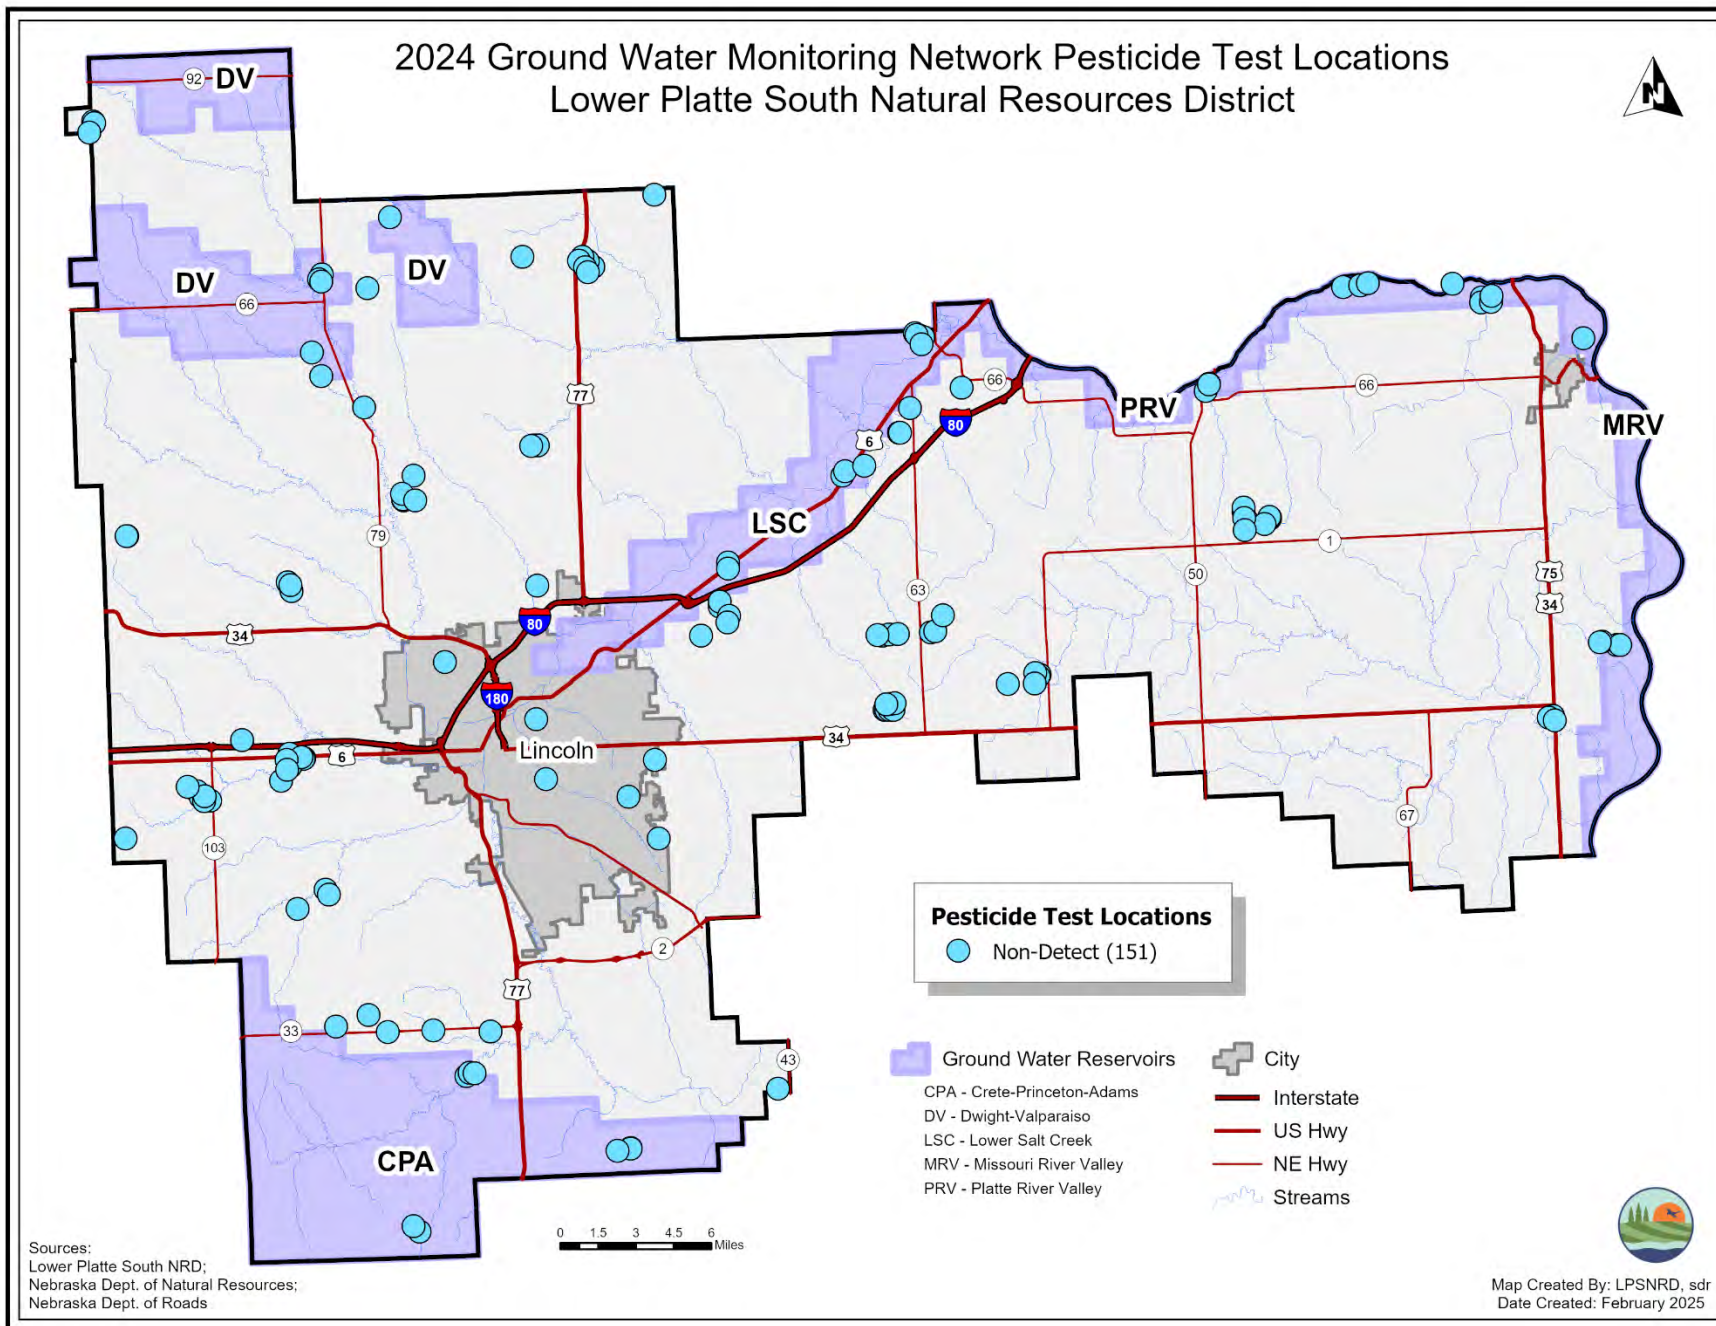 2024 Ground Water Monitoring Network Pesticide Test Locations
Lower Platte South Natural Resources District
N
92
DV
DV
DV
66
77
79
34
6
103
33
77
80
180
Lincoln
LSC
6
80
66
63
34
2
43
CPA
PRV
66
MRV
50
1
75
34
67
Pesticide Test Locations
Non-Detect (151)
Ground Water Reservoirs
CPA - Crete-Princeton-Adams
DV - Dwight-Valparaiso
LSC - Lower Salt Creek
MRV - Missouri River Valley
PRV - Platte River Valley
City
Interstate
US Hwy
NE Hwy
Streams
0 1.5 3 4.5 6
Miles
Sources:
Lower Platte South NRD;
Nebraska Dept. of Natural Resources;
Nebraska Dept. of Roads
Map Created By: LPSNRD, sdr
Date Created: February 2025